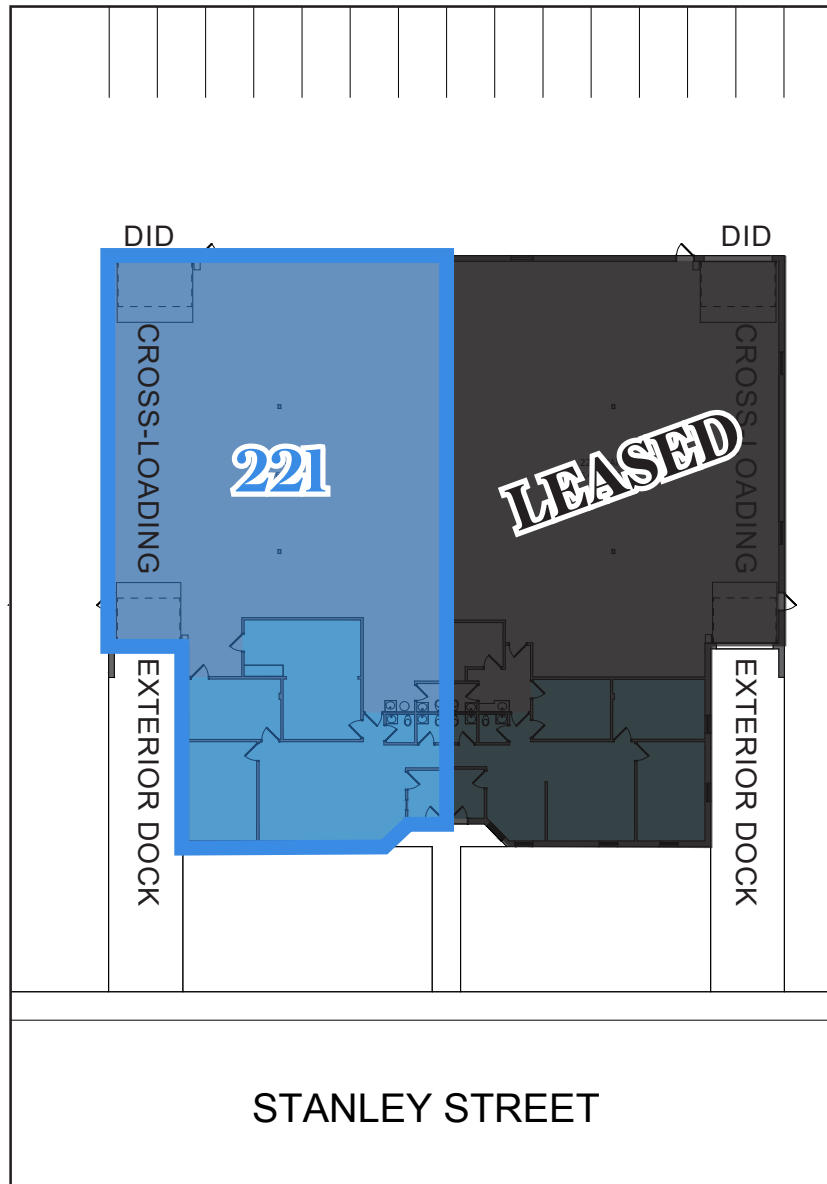 DID
DID
CROSS-LOADING
CROSS-LOADING
221
LEASED
EXTERIOR DOCK
EXTERIOR DOCK
STANLEY STREET